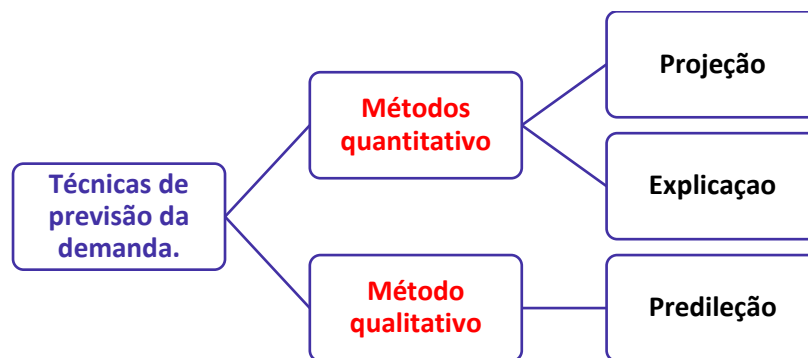 Técnicas de
previsão da
demanda.
Métodos
quantitativo
Projeção
Explicaçao
Método
qualitativo
Predileção